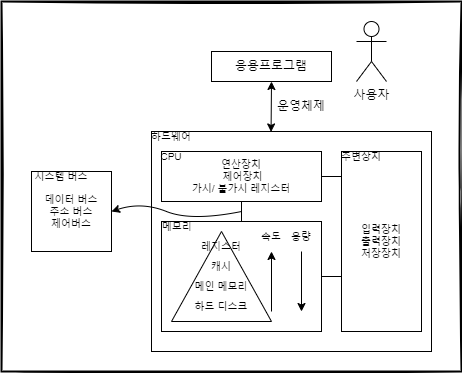 응용프로그램
사용자
운영체제
하드웨어
CPU
연산장치
제어장치
가시/ 불가시 레지스터
주변장치
입력장치
출력장치
저장장치
시스템 버스
데이터 버스
주소 버스
제어버스
메모리
레지스터
캐시
메인 메모리
하드 디스크
속도
용량